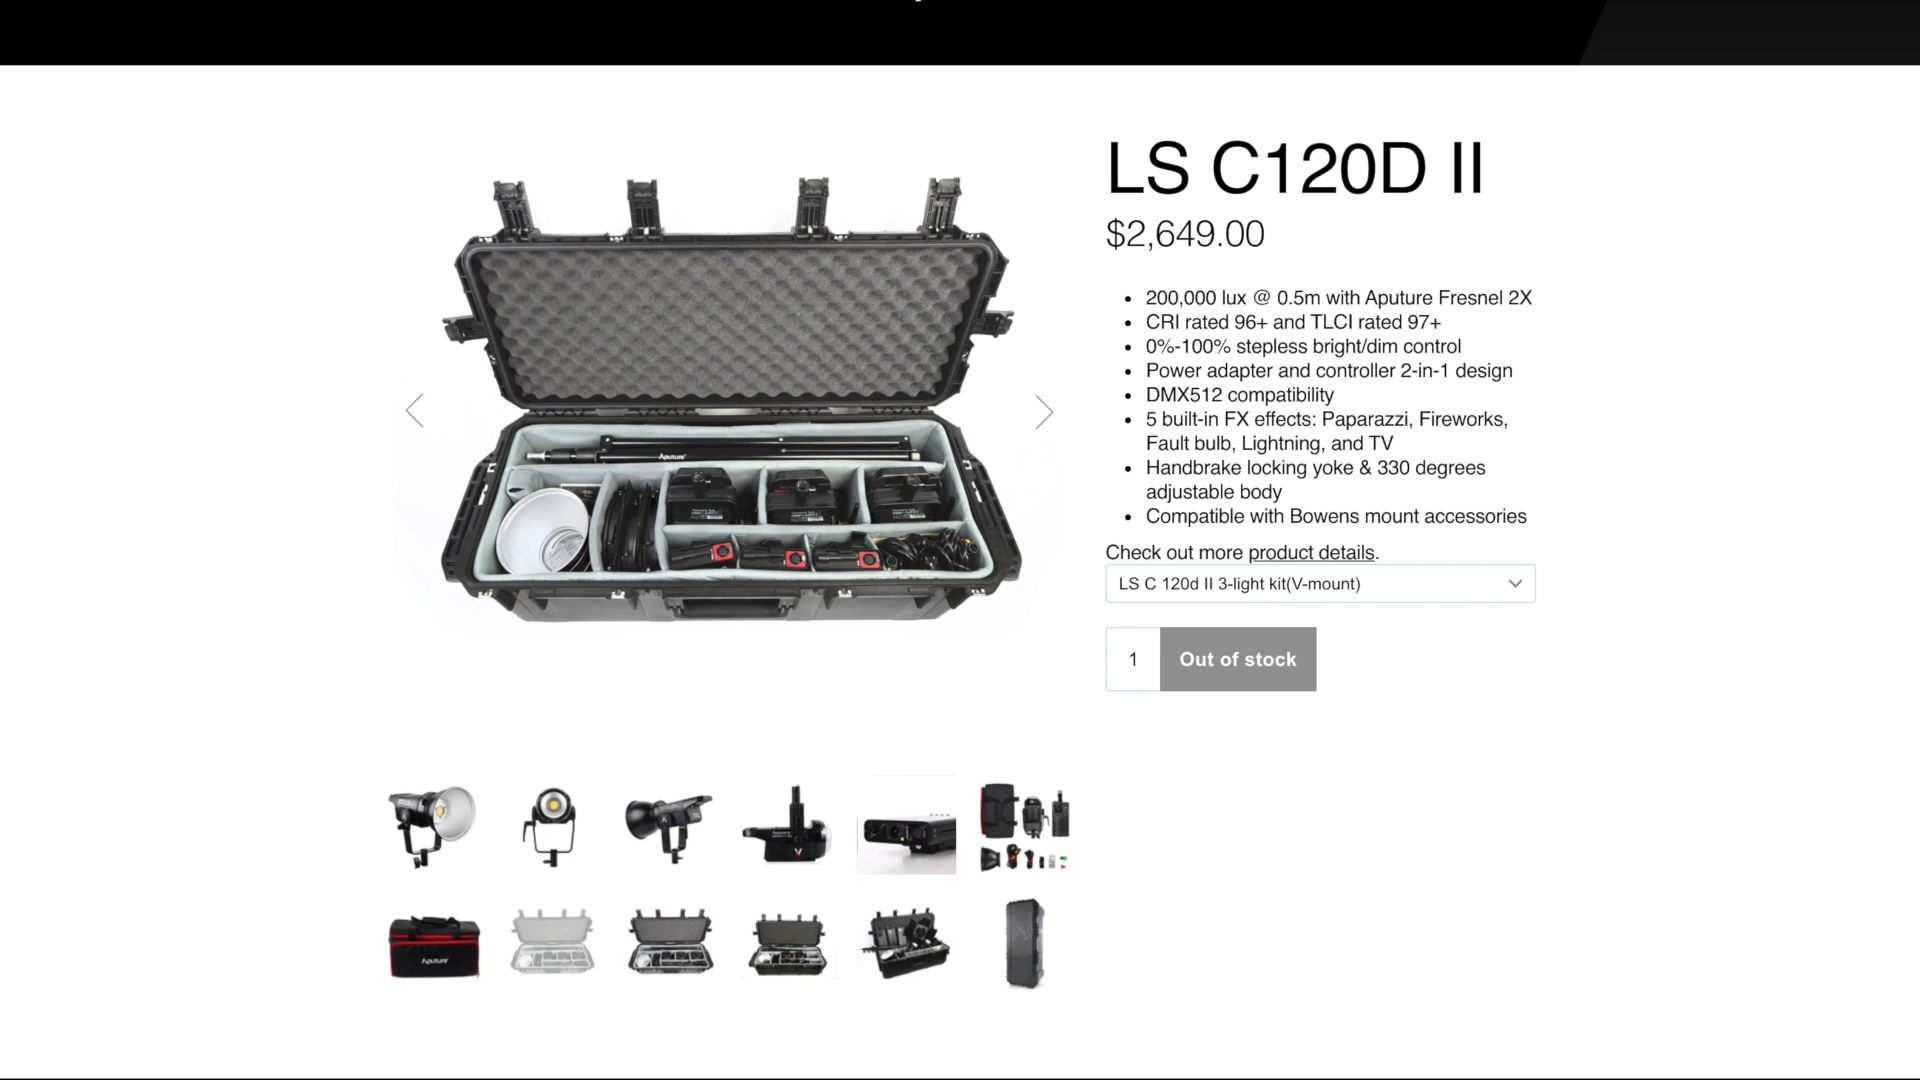 LS C120D II
$2,649.00
200,000 lux @ 0.5m with Aputure Fresnel 2X
CRI rated 96+ and TLCI rated 97+
0%-100% stepless bright/dim control
Power adapter and controller 2-in-1 design
DMX512 compatibility
5 built-in FX effects: Paparazzi, Fireworks,
Fault bulb, Lightning, and TV
Handbrake locking yoke & 330 degrees
adjustable body
Compatible with Bowens mount accessories
Check out more product details.
LS C 120d II 3-light kit(V-mount)
1 Out of stock
Aputure
Aputure